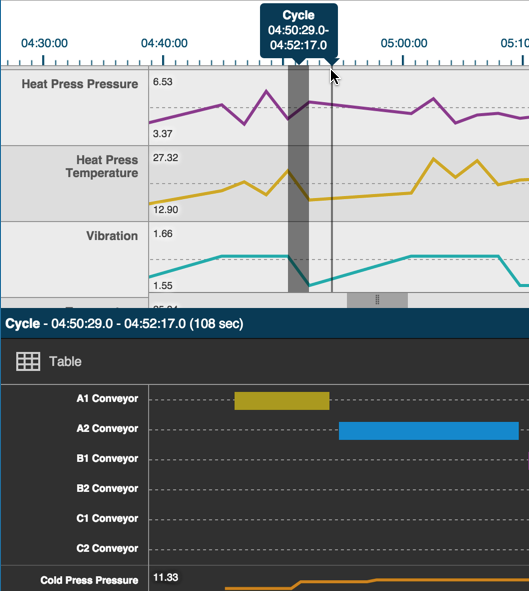 Cycle
04:50:29.0-
04:52:17.0
04:30:00
04:40:00
05:00:00
05:10
Heat Press Pressure
6.53
3.37
Heat Press
Temperature
27.32
12.90
Vibration
1.66
1.55
Cycle - 04:50:29.0 - 04:52:17.0 (108 sec)
Table
A1 Conveyor
A2 Conveyor
B1 Conveyor
B2 Conveyor
C1 Conveyor
C2 Conveyor
Cold Press Pressure
11.33